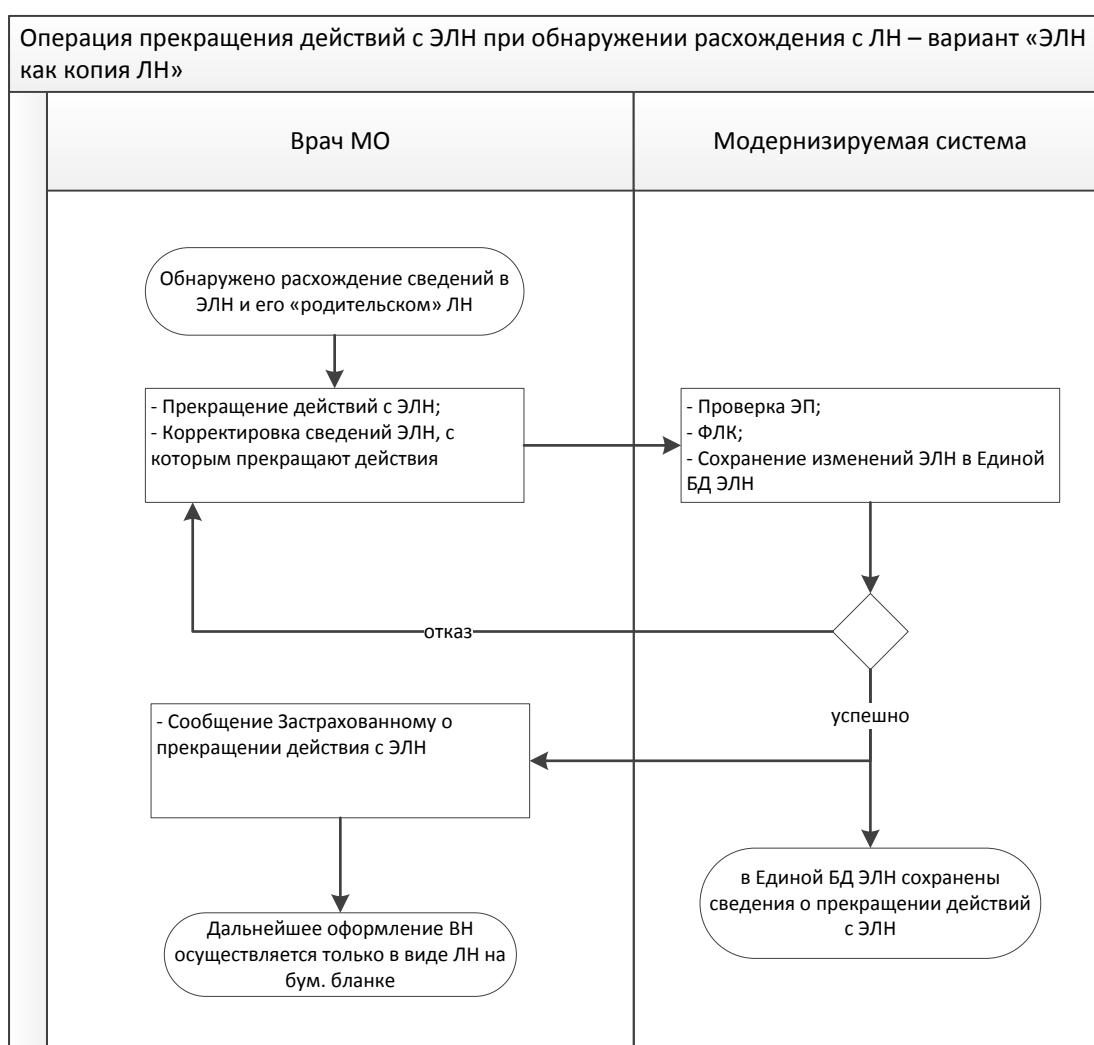 Операция прекращения действий с ЭЛН при обнаружении расхождения с ЛН – вариант «ЭЛН
как копия ЛН»
Врач МО
Модернизируемая система
Обнаружено расхождение сведений в
ЭЛН и его «родительском» ЛН
- Прекращение действий с ЭЛН;
- Корректировка сведений ЭЛН, с
которым прекращают действия
- Проверка ЭП;
- ФЛК;
- Сохранение изменений ЭЛН в Единой
БД ЭЛН
отказ
успешно
- Сообщение Застрахованному о
прекращении действия с ЭЛН
в Единой БД ЭЛН сохранены
сведения о прекращении действий
с ЭЛН
Дальнейшее оформление ВН
осуществляется только в виде ЛН на
бум. бланке